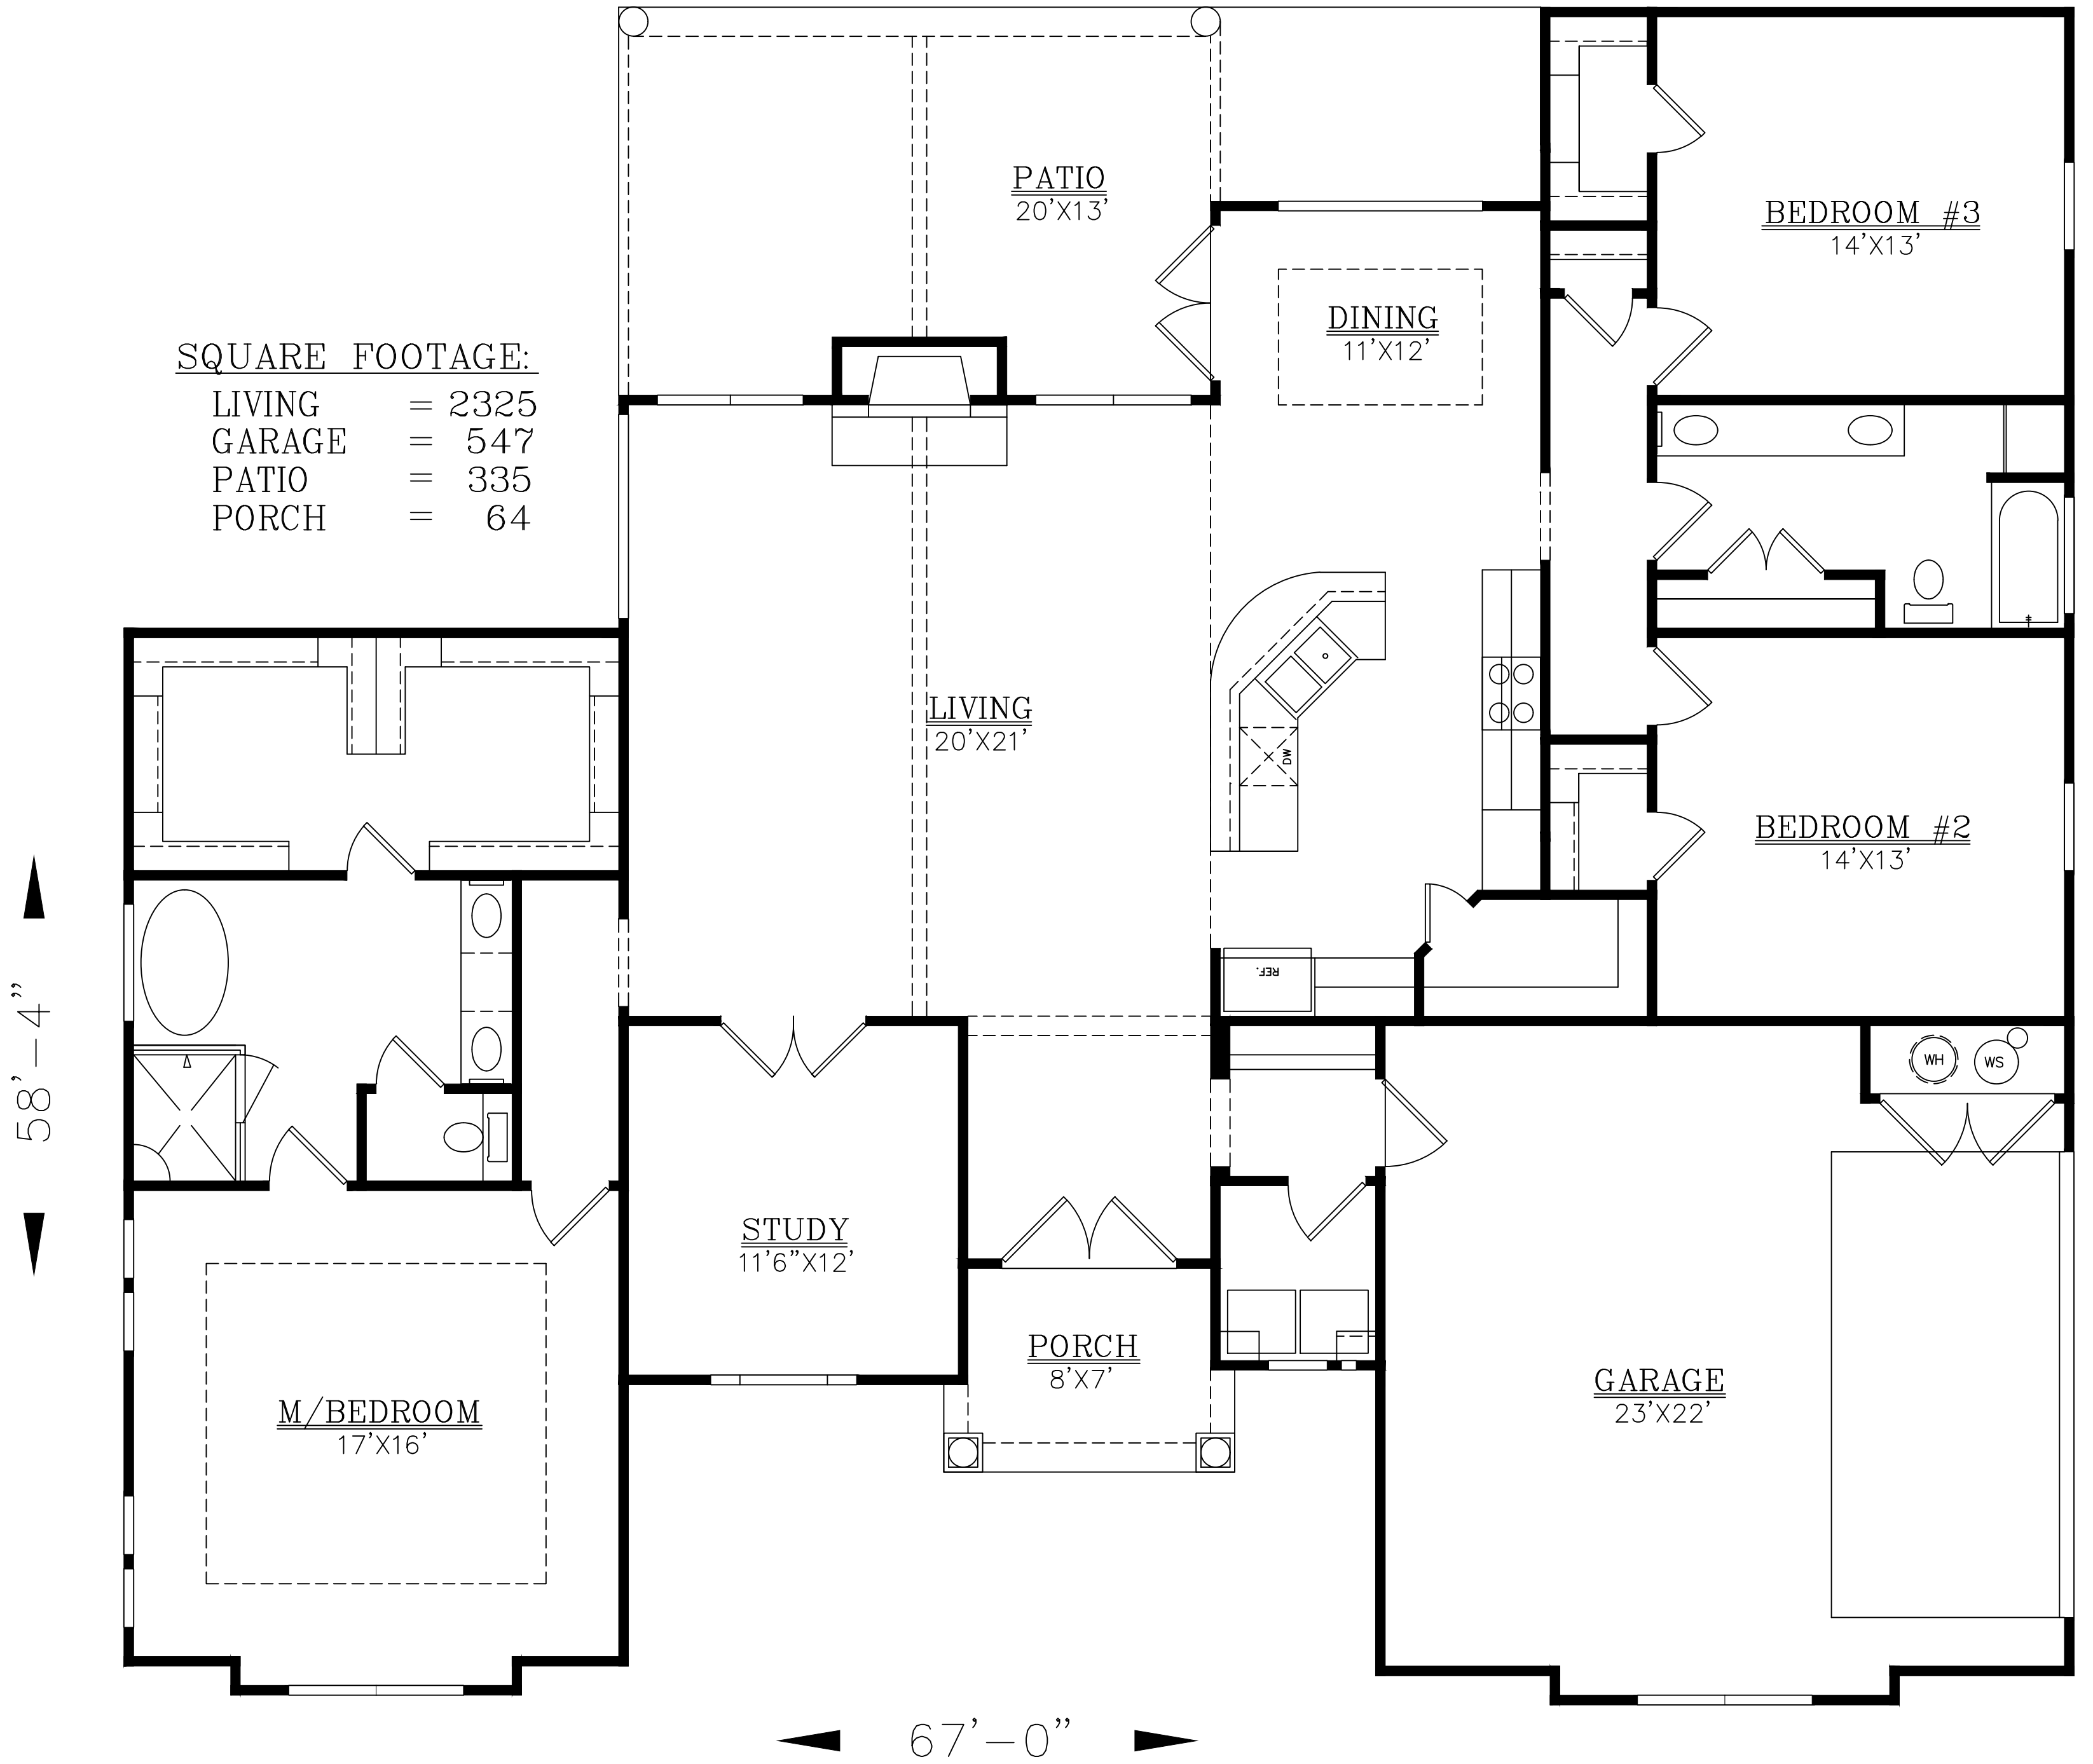 PATIO
20'X13'
BEDROOM #3
14'X13'
DINING
11'X12'
SQUARE FOOTAGE:
LIVING = 2325
GARAGE = 547
PATIO = 335
PORCH = 64
LIVING
20'X21'
DW
BEDROOM #2
14'X13'
REF.
58'-4"
WH
WS
STUDY
11'6"X12'
PORCH
8'X7'
GARAGE
23'X22'
M/BEDROOM
17'X16'
67'-0"